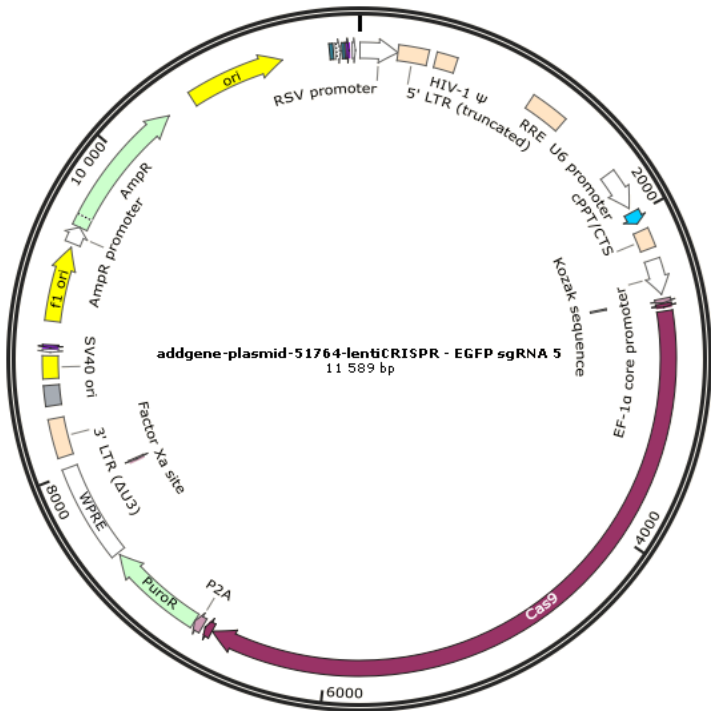 RSV promoter
5' LTR (truncated)
HIV-1 Ψ
RRE
U6 promoter
2000
cPPT/CTS
EF-1α core promoter
Kozak sequence
addgene-plasmid-51764-lentiCRISPR - EGFP sgRNA 5
11 589 bp
4000
Cas9
6000
P2A
PuroR
WPRE
8000
3' LTR (ΔU3)
Factor Xa site
SV40 ori
f1 ori
AmpR promoter
AmpR
10 000
ori